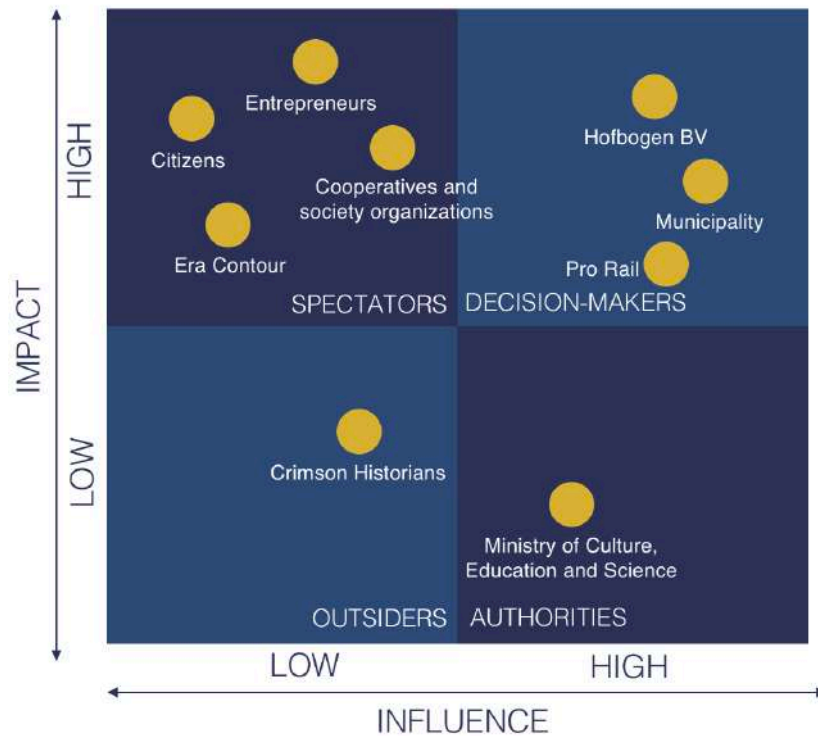 Entrepreneurs
Hofbogen BV
Citizens
Cooperatives and
society organizations
Municipality
Era Contour
Pro Rail
SPECTATORS
DECISION-MAKERS
HIGH
IMPACT
LOW
Crimson Historians
Ministry of Culture,
Education and Science
OUTSIDERS
AUTHORITIES
LOW
HIGH
INFLUENCE